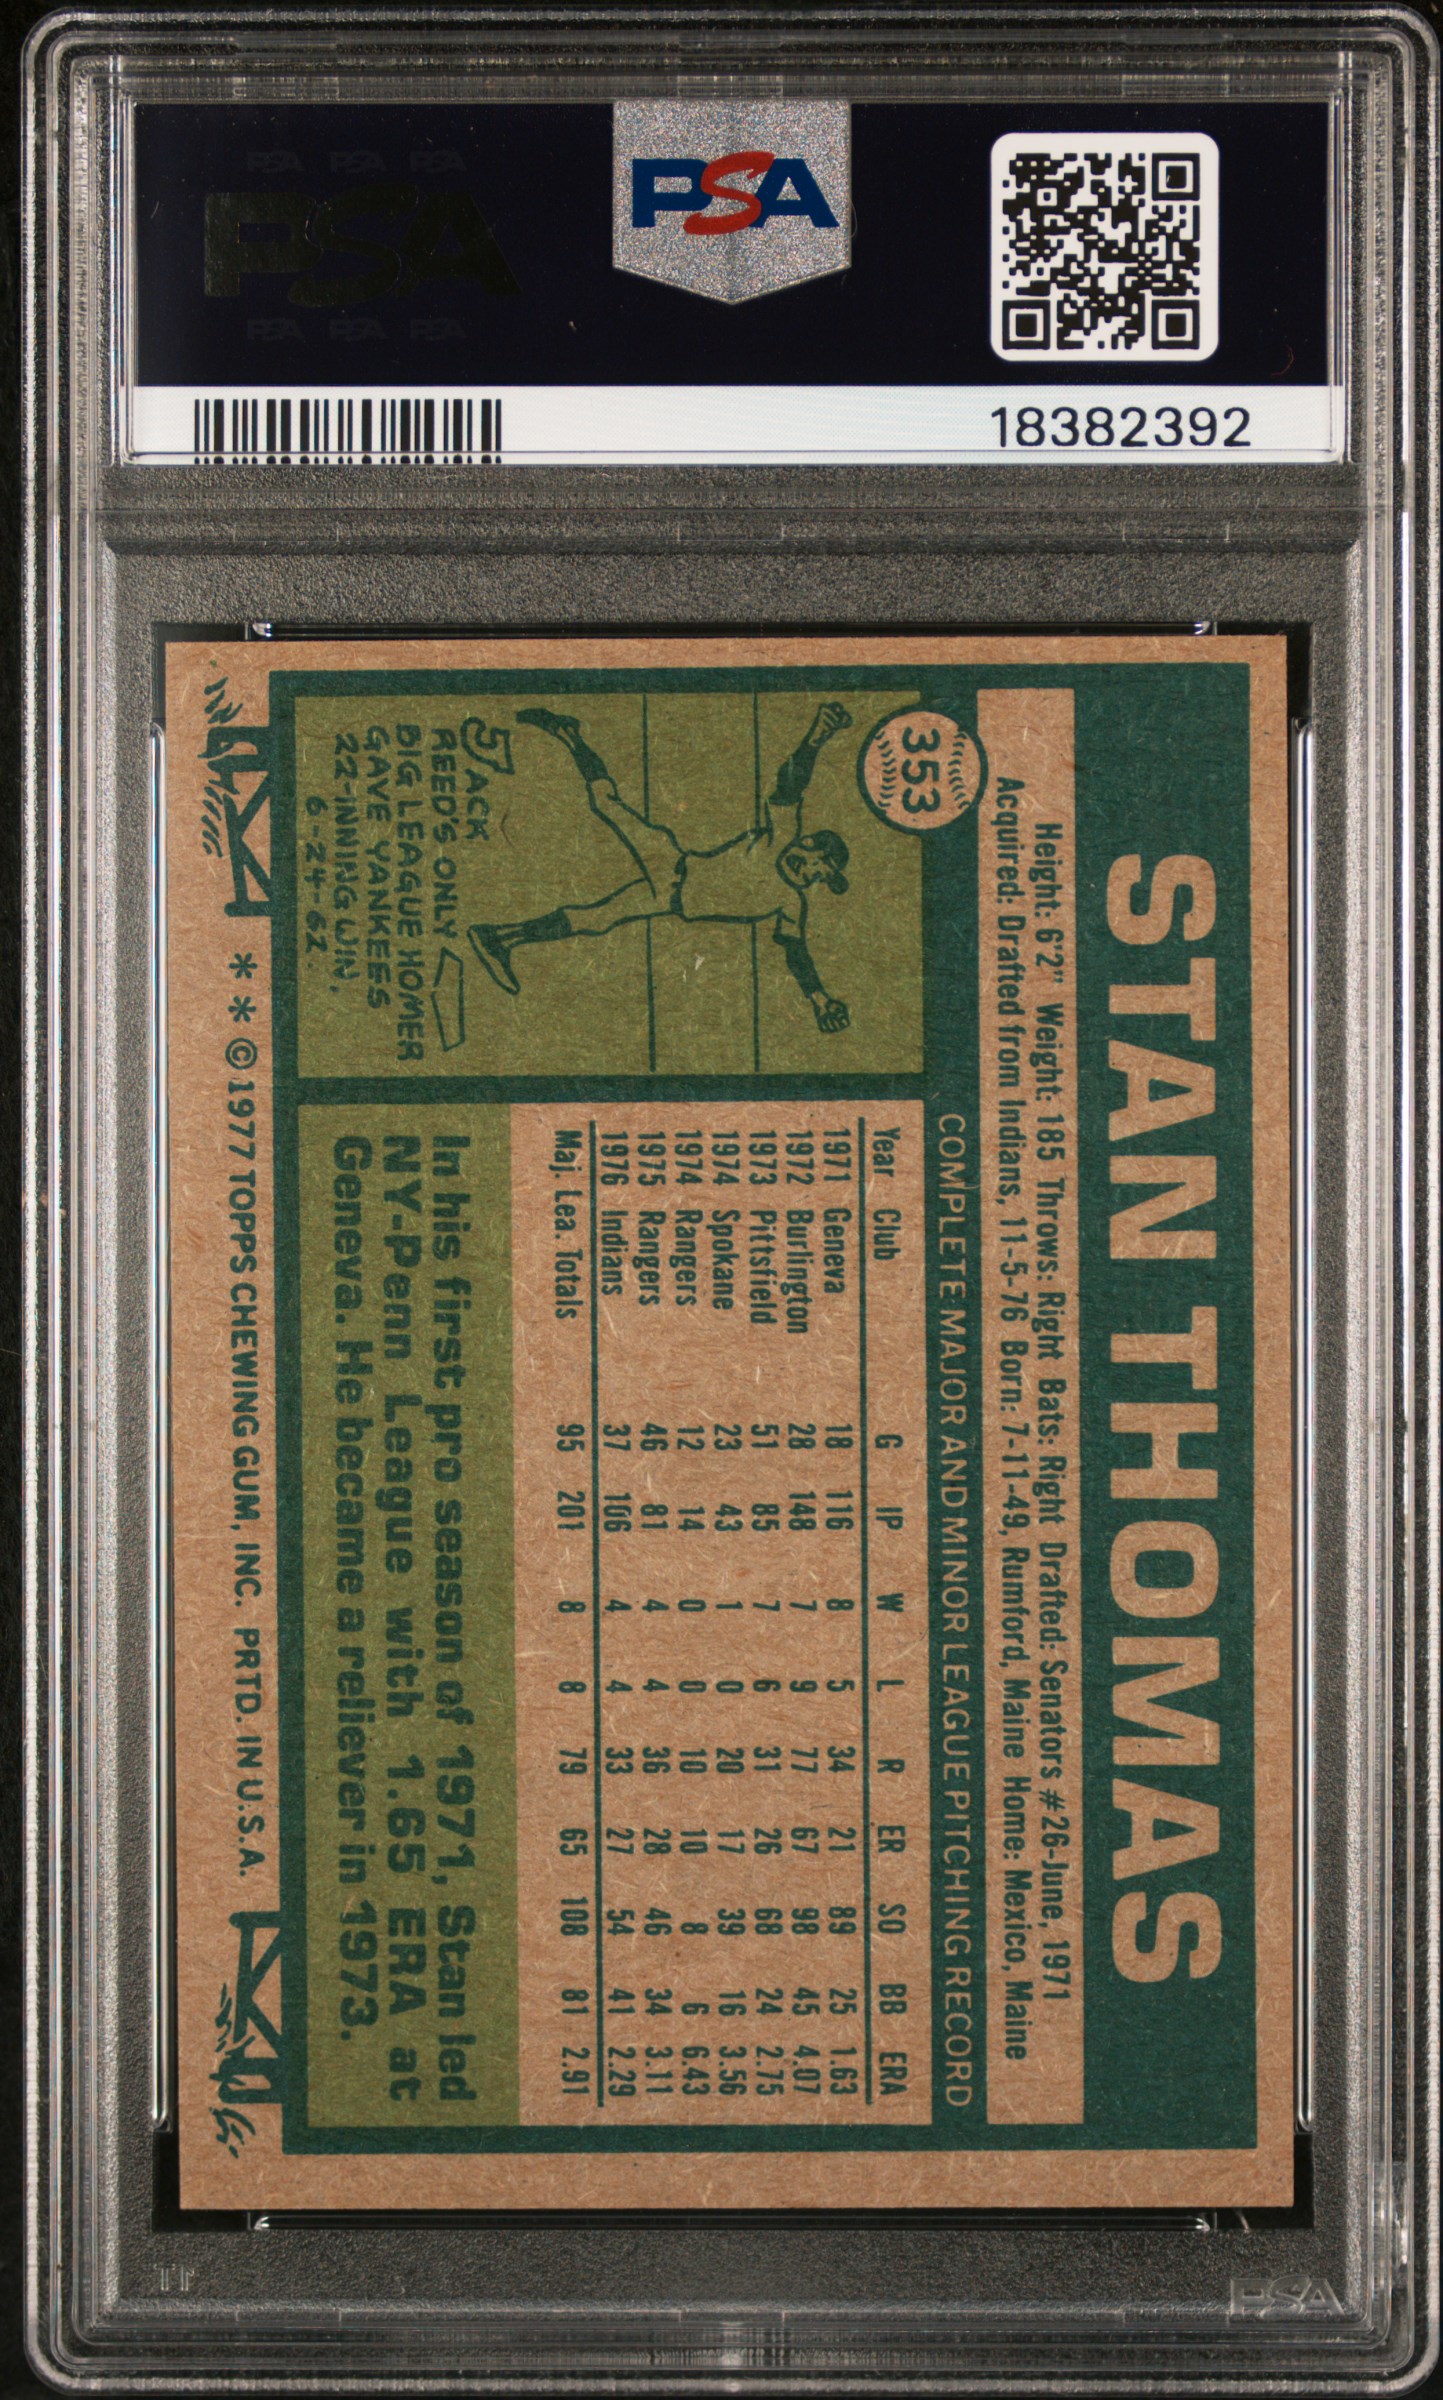 PSA PSA PSA
PSA
PSA PSA PSA
PSA
18382392
STAN THOMAS
Height: 6'2" Weight: 185 Throws: Right Bats: Right Drafted: Senators #26-June, 1971
Acquired: Drafted from Indians, 11-5-76 Born: 7-11-49, Rumford, Maine Home: Mexico, Maine
353
COMPLETE MAJOR AND MINOR LEAGUE PITCHING RECORD
Year Club G IP W L R ER SO BB ERA
1971 Geneva 18 116 8 5 34 21 89 25 1.63
1972 Burlington 28 148 7 9 77 67 98 45 4.07
1973 Pittsfield 51 85 7 6 31 26 68 24 2.75
1974 Spokane 23 43 1 0 20 17 39 16 3.56
1974 Rangers 12 14 0 0 10 10 8 6 6.43
1975 Rangers 46 81 4 4 36 28 46 34 3.11
1976 Indians 37 106 4 4 33 27 54 41 2.29
Maj. Lea. Totals 95 201 8 8 79 65 108 81 2.91
JACK
REED'S ONLY
BIG LEAGUE HOMER
GAVE YANKEES
22-INNING WIN,
6-24-62.
In his first pro season of 1971, Stan led
NY-Penn League with 1.65 ERA at
Geneva. He became a reliever in 1973.
* * ©1977 TOPPS CHEWING GUM, INC. PRTD. IN U.S.A.
TT
PSA